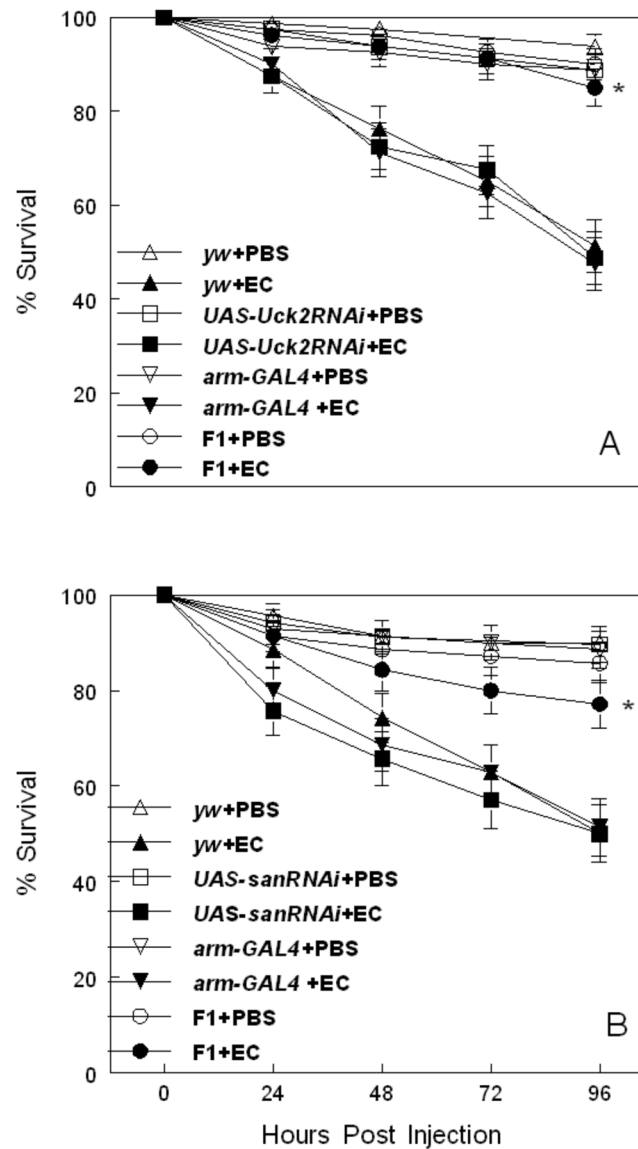 100
80
60
40
20
0
% Survival
yw+PBS
yw+EC
UAS-Uck2RNAi+PBS
UAS-Uck2RNAi+EC
arm-GAL4+PBS
arm-GAL4 +EC
F1+PBS
F1+EC
*
A
100
80
60
40
20
0
% Survival
yw+PBS
yw+EC
UAS-sanRNAi+PBS
UAS-sanRNAi+EC
arm-GAL4+PBS
arm-GAL4 +EC
F1+PBS
F1+EC
*
B
0 24 48 72 96
Hours Post Injection